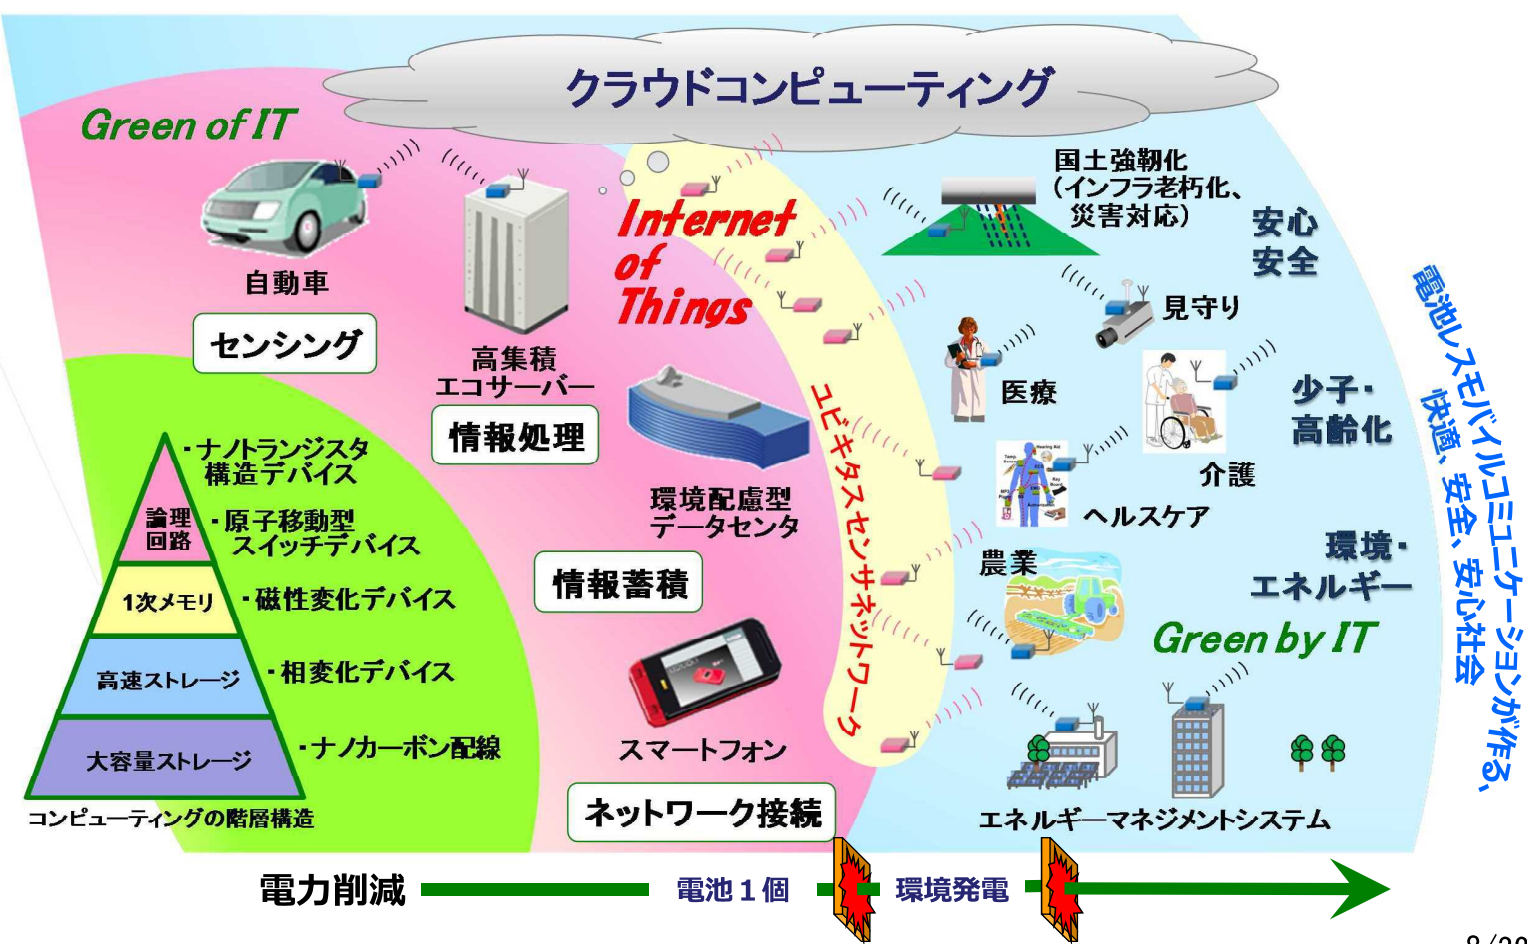 クラウドコンピューティング
Green of IT
自動車
センシング
高集積
エコサーバー
情報処理
Internet
of
Things
環境配慮型
データセンタ
情報蓄積
スマートフォン
ネットワーク接続
・ナノトランジスタ
構造デバイス
・原子移動型
スイッチデバイス
・磁性変化デバイス
・相変化デバイス
・ナノカーボン配線
論理
回路
1次メモリ
高速ストレージ
大容量ストレージ
コンピューティングの階層構造
ユビキタスセンサネットワーク
国土強靭化
(インフラ老朽化、
災害対応)
安心
安全
見守り
医療
介護
少子・
高齢化
Hearing Aid
ヘルスケア
農業
環境・
エネルギー
Green by IT
エネルギーマネジメントシステム
電池レスモバイルコミュニケーションが作る、
快適、安全、安心社会
電力削減
電池１個
環境発電